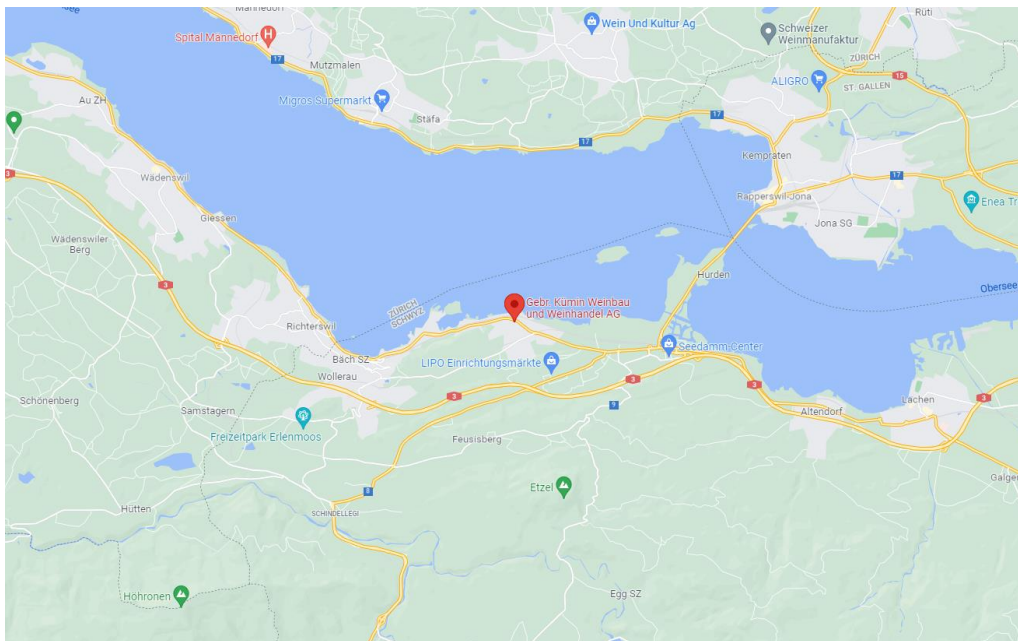 Männedorf
Rüti
Wein Und Kultur Ag
Schweizer
Weinmanufaktur
Spital Männedorf
H
17
Mutzmalen
ZÜRICH
ALIGRO
15
ST. GALLEN
Au ZH
Migros Supermarkt
Stäfa
17
17
Kempraten
3
Wädenswil
17
Rapperswil-Jona
Enea Tr
Giessen
Jona SG
Wädenswiler
Berg
Hurden
3
Obersee
ZÜRICH
SCHWYZ
Gebr. Kümin Weinbau
und Weinhandel AG
Richterswil
Bäch SZ
Seedamm-Center
LIPO Einrichtungsmärkte
Wollerau
3
3
3
3
Schönenberg
Samstagern
9
Altendorf
Lachen
Freizeitpark Erlenmoos
Feusisberg
Galgen
Etzel
8
Hütten
SCHINDELLEGI
Höhronen
Egg SZ